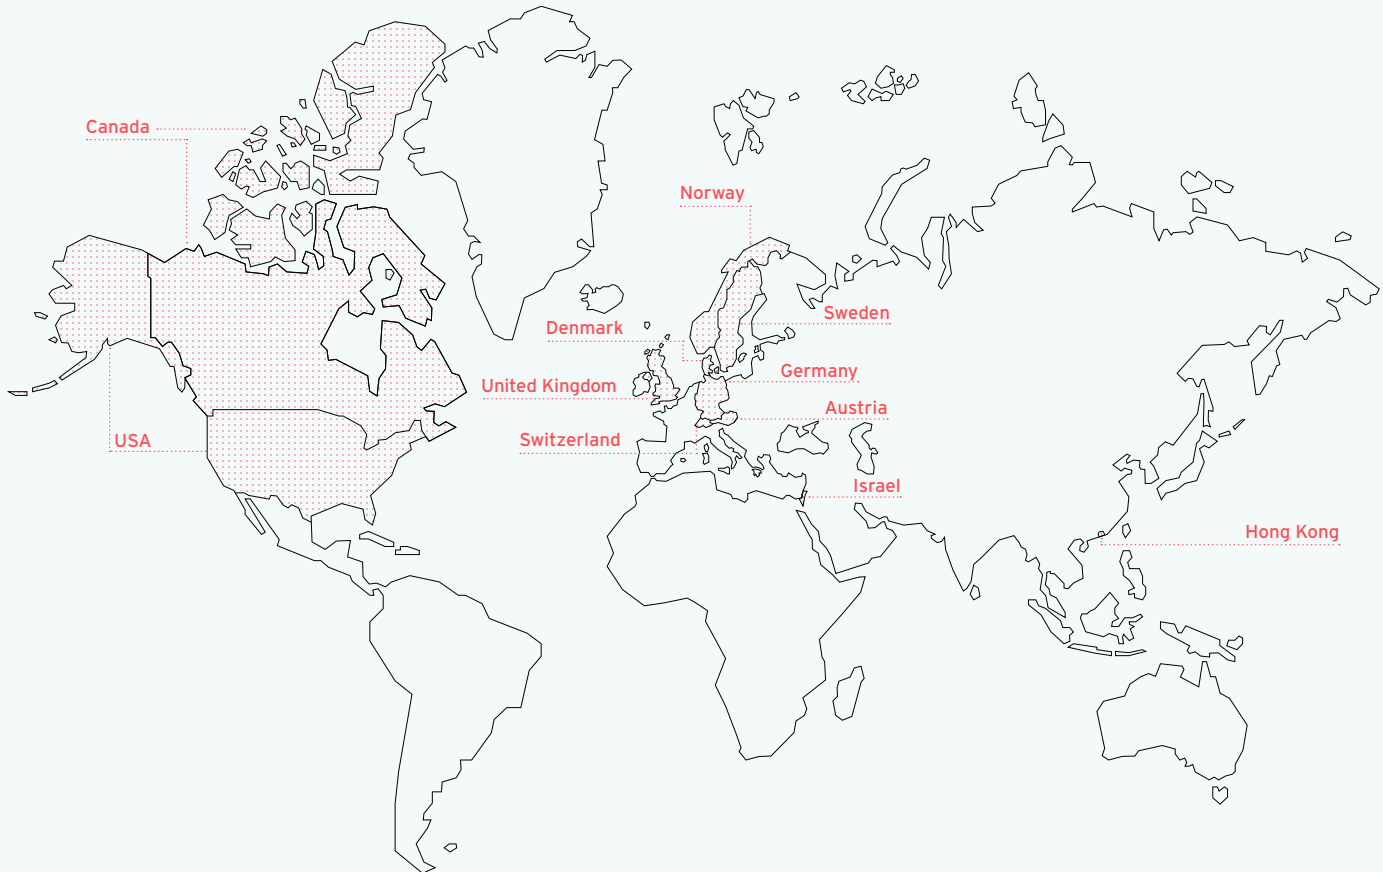 Canada
Norway
Sweden
Denmark
Germany
United Kingdom
Austria
USA
Switzerland
Israel
Hong Kong